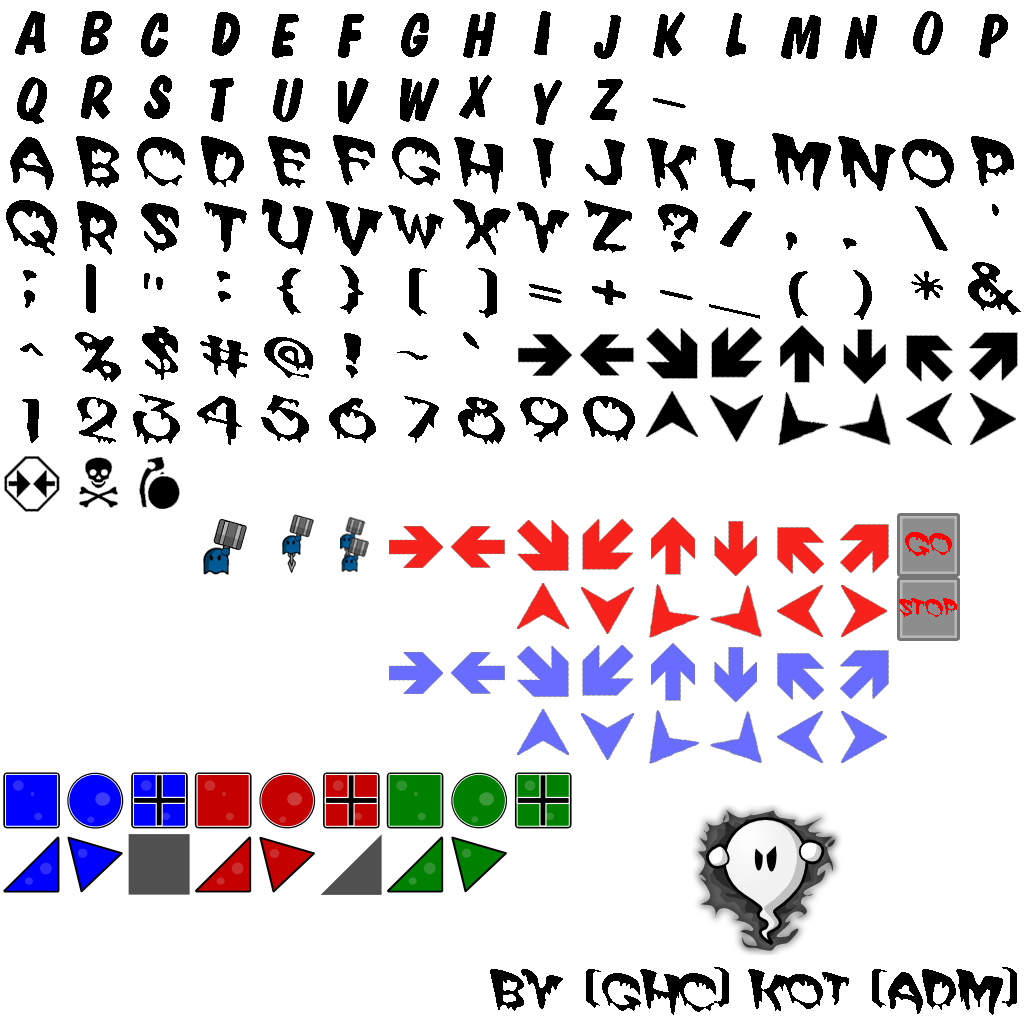 A B C D E F G H I J K L M N O P
Q R S T U V W X Y Z —
A B C D E F G H I J K L M N O P
Q R S T U V W X Y Z ? / , . \ '
; | " : { } [ ] = + - _ ( ) * &
^ % $ # @ ! ~ `
1 2 3 4 5 6 7 8 9 0
GO
STOP
BY [GHC] KOT [ADM]